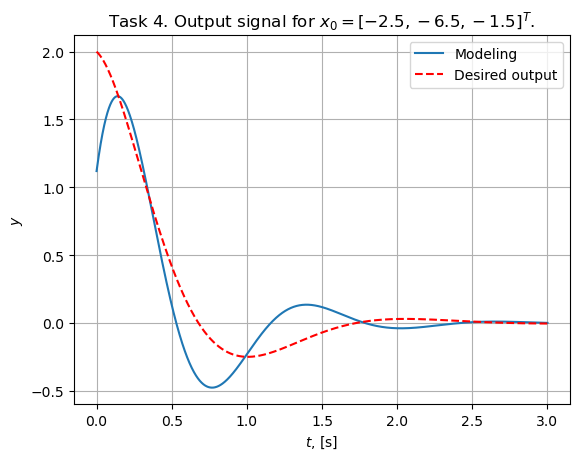 Task 4. Output signal for x₀ = [−2.5, −6.5, −1.5]ᵀ.
Modeling
Desired output
2.0
1.5
1.0
0.5
0.0
−0.5
y
0.0 0.5 1.0 1.5 2.0 2.5 3.0
t, [s]